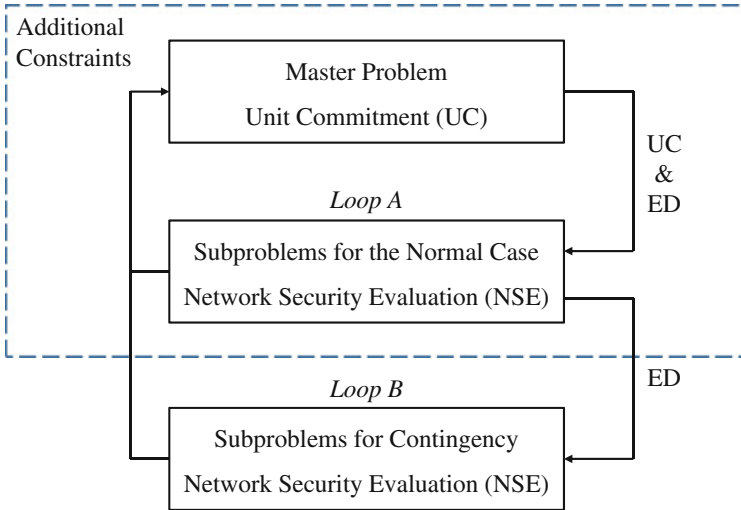 Additional
Constraints
Master Problem
Unit Commitment (UC)
UC
&
ED
Loop A
Subproblems for the Normal Case
Network Security Evaluation (NSE)
ED
Loop B
Subproblems for Contingency
Network Security Evaluation (NSE)